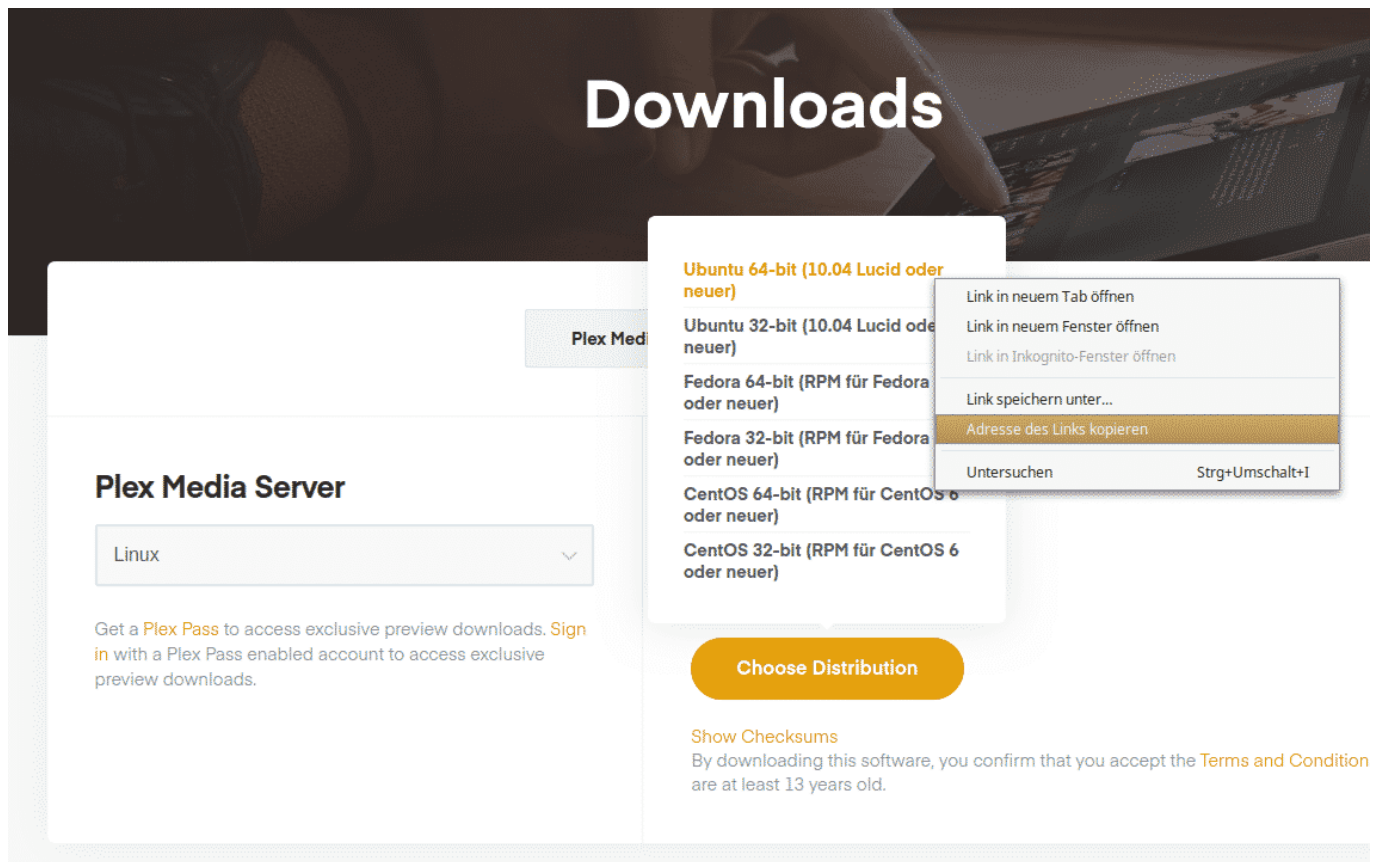 Downloads
Plex Medi
Ubuntu 64-bit (10.04 Lucid oder
neuer)
Ubuntu 32-bit (10.04 Lucid ode
neuer)
Fedora 64-bit (RPM für Fedora
oder neuer)
Fedora 32-bit (RPM für Fedora
oder neuer)
CentOS 64-bit (RPM für CentOS 6
oder neuer)
CentOS 32-bit (RPM für CentOS 6
oder neuer)
Link in neuem Tab öffnen
Link in neuem Fenster öffnen
Link in Inkognito-Fenster öffnen
Link speichern unter...
Adresse des Links kopieren
Untersuchen Strg+Umschalt+I
Plex Media Server
Linux
Get a Plex Pass to access exclusive preview downloads. Sign
in with a Plex Pass enabled account to access exclusive
preview downloads.
Choose Distribution
Show Checksums
By downloading this software, you confirm that you accept the Terms and Condition
are at least 13 years old.